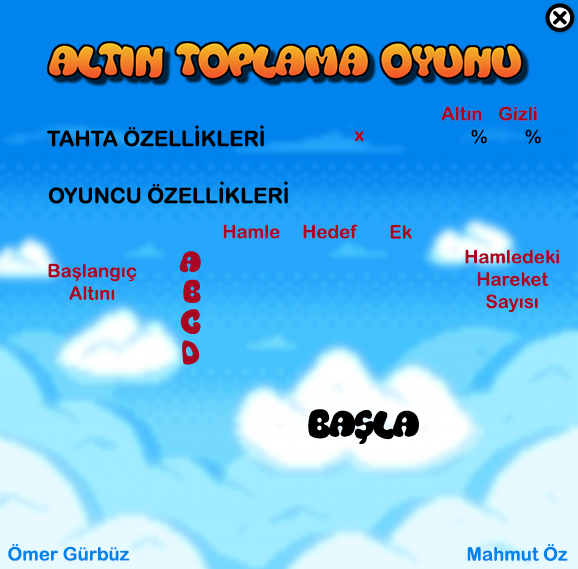 ALTIN TOPLAMA OYUNU
Altın Gizli
TAHTA ÖZELLİKLERİ x % %
OYUNCU ÖZELLİKLERİ
Hamle Hedef Ek
Başlangıç
Altını
A
B
C
D
Hamledeki
Hareket
Sayısı
BAŞLA
Ömer Gürbüz
Mahmut Öz